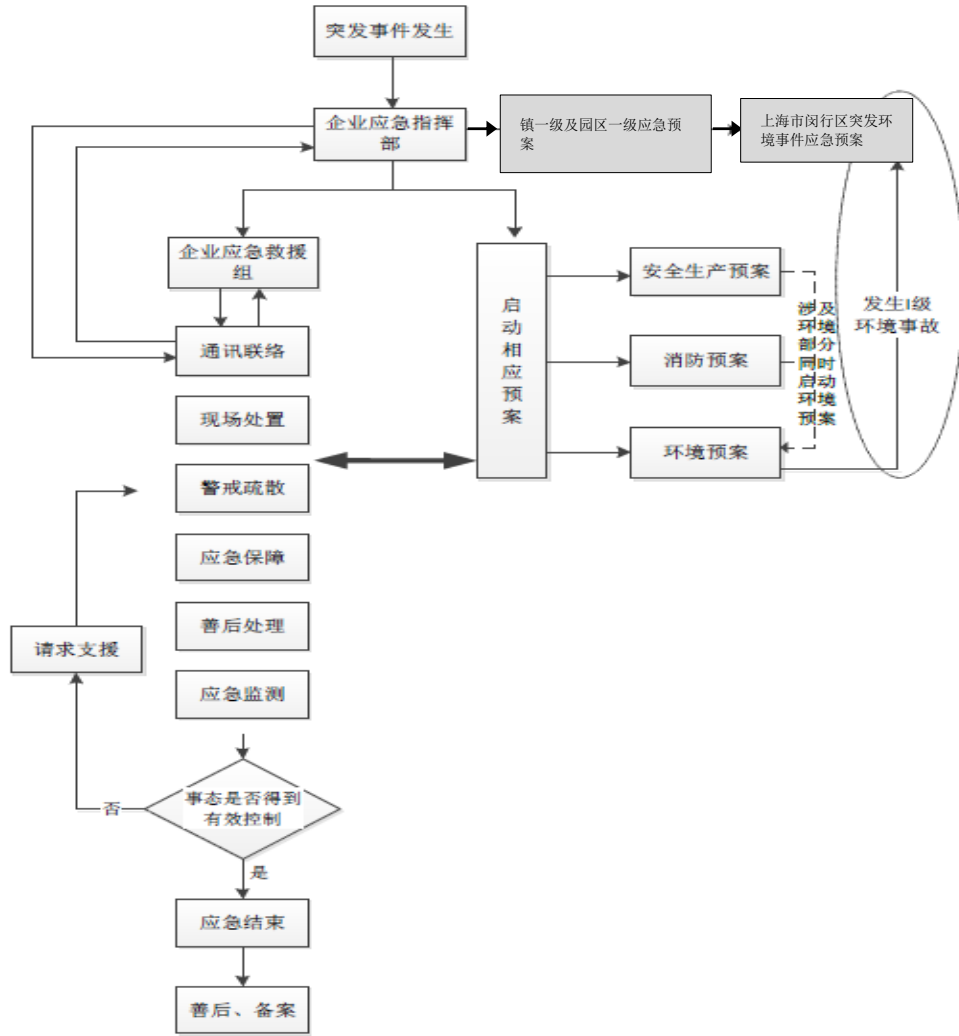 突发事件发生
企业应急指挥
部
镇一级及园区一级应急预
案
上海市闵行区突发环
境事件应急预案
企业应急救援
组
通讯联络
现场处置
警戒疏散
应急保障
善后处理
应急监测
请求支援
启
动
相
应
预
案
安全生产预案
消防预案
环境预案
涉及
环境
部分
同时
启动
环境
预案
发生I级
环境事故
事态是否得到
有效控制
否
是
应急结束
善后、备案